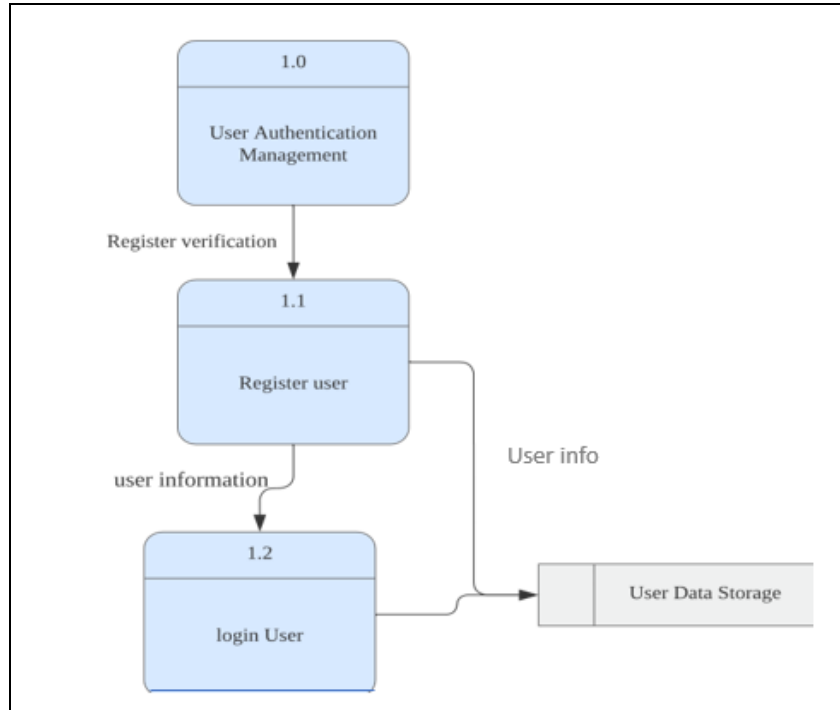 1.0
User Authentication
Management
Register verification
1.1
Register user
User info
user information
1.2
login User
User Data Storage